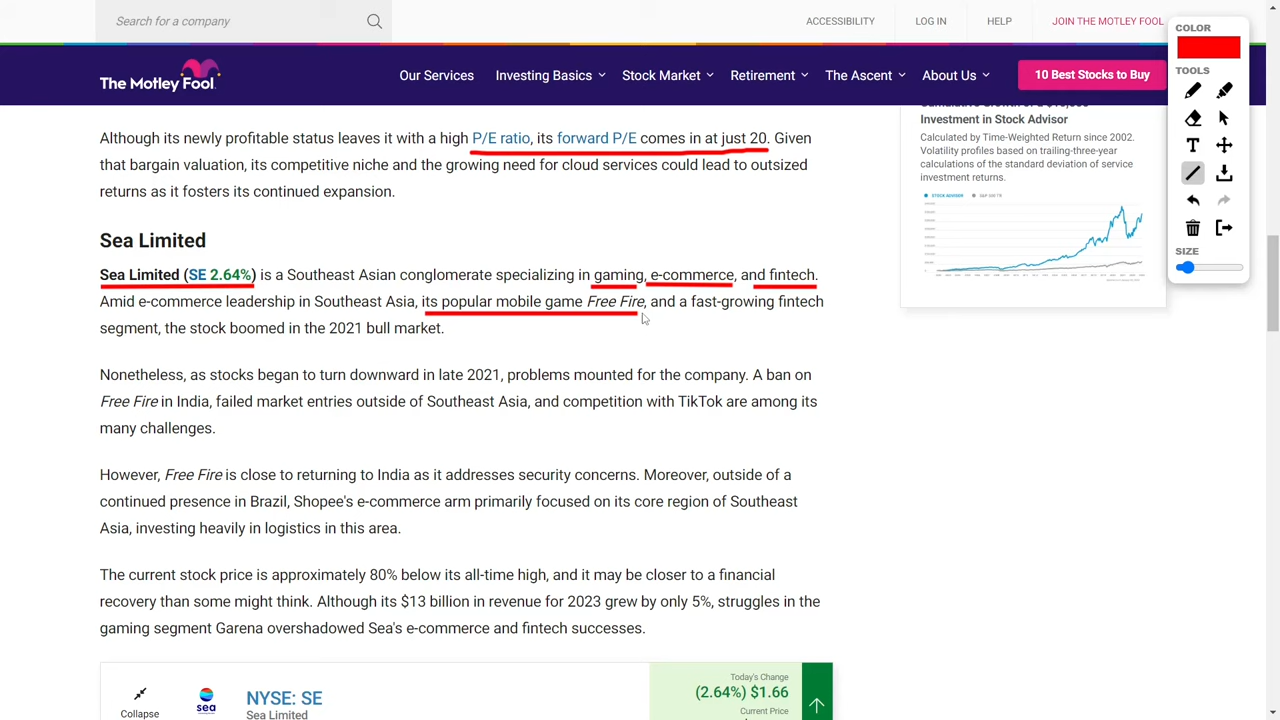 Search for a company
ACCESSIBILITY
LOG IN
HELP
JOIN THE MOTLEY FOOL
The Motley Fool
Our Services
Investing Basics
Stock Market
Retirement
The Ascent
About Us
10 Best Stocks to Buy
COLOR
TOOLS
T
SIZE
Although its newly profitable status leaves it with a high P/E ratio, its forward P/E comes in at just 20. Given
that bargain valuation, its competitive niche and the growing need for cloud services could lead to outsized
returns as it fosters its continued expansion.
Sea Limited
Sea Limited (SE 2.64%) is a Southeast Asian conglomerate specializing in gaming, e-commerce, and fintech.
Amid e-commerce leadership in Southeast Asia, its popular mobile game Free Fire, and a fast-growing fintech
segment, the stock boomed in the 2021 bull market.
Nonetheless, as stocks began to turn downward in late 2021, problems mounted for the company. A ban on
Free Fire in India, failed market entries outside of Southeast Asia, and competition with TikTok are among its
many challenges.
However, Free Fire is close to returning to India as it addresses security concerns. Moreover, outside of a
continued presence in Brazil, Shopee's e-commerce arm primarily focused on its core region of Southeast
Asia, investing heavily in logistics in this area.
The current stock price is approximately 80% below its all-time high, and it may be closer to a financial
recovery than some might think. Although its $13 billion in revenue for 2023 grew by only 5%, struggles in the
gaming segment Garena overshadowed Sea's e-commerce and fintech successes.
Collapse
sea
NYSE: SE
Sea Limited
Today's Change
(2.64%) $1.66
Current Price
Investment in Stock Advisor
Calculated by Time-Weighted Return since 2002.
Volatility profiles based on trailing-three-year
calculations of the standard deviation of service
investment returns.
STOCK ADVISOR